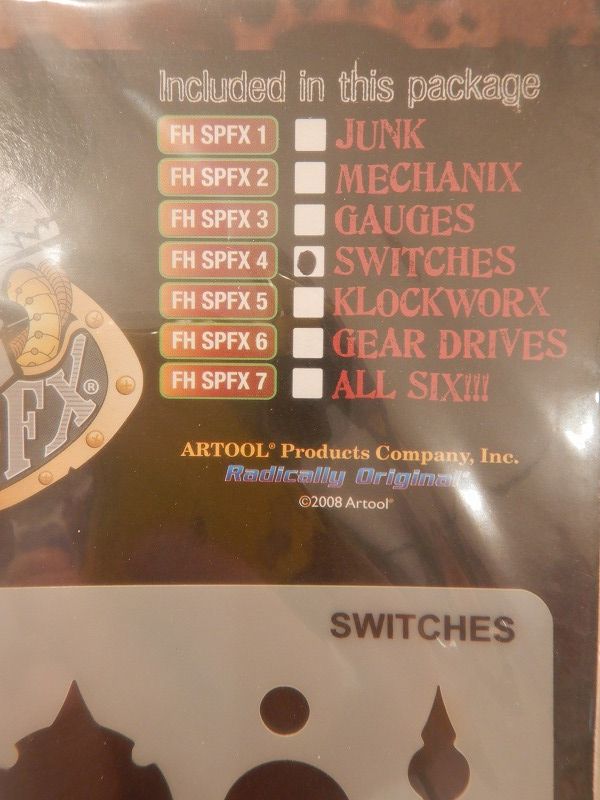 Included in this package
FH SPFX 1 JUNK
FH SPFX 2 MECHANIX
FH SPFX 3 GAUGES
FH SPFX 4 SWITCHES
FH SPFX 5 KLOCKWORX
FH SPFX 6 GEAR DRIVES
FH SPFX 7 ALL SIX!!!
FX®
ARTOOL® Products Company, Inc.
Radically Original
©2008 Artool®
SWITCHES